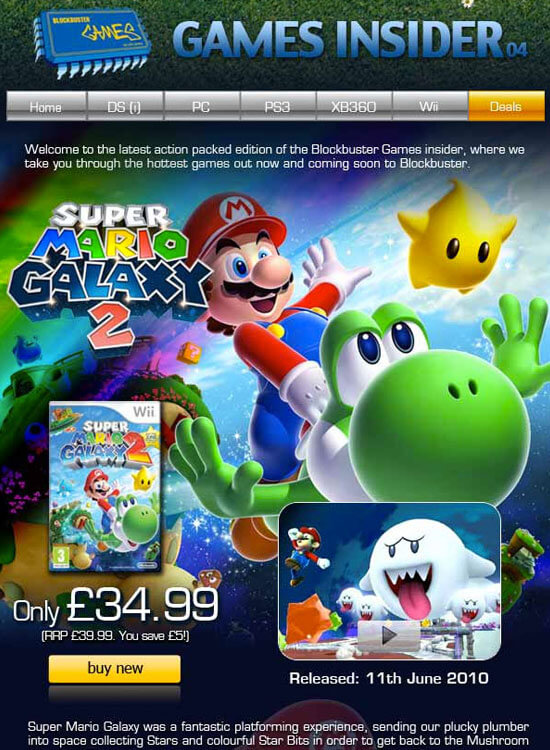 BLOCKBUSTER
GAMES
GAMES INSIDER 04
Home DS (i) PC PS3 XB360 Wii Deals
Welcome to the latest action packed edition of the Blockbuster Games insider, where we
take you through the hottest games out now and coming soon to Blockbuster.
SUPER
MARIO
GALAXY
2
Wii
SUPER
MARIO
GALAXY 2
3
Only £34.99
(RRP £39.99. You save £5!)
buy new
Released: 11th June 2010
Super Mario Galaxy was a fantastic platforming experience, sending our plucky plumber
into space collecting Stars and colourful Star Bits in order to get back to the Mushroom